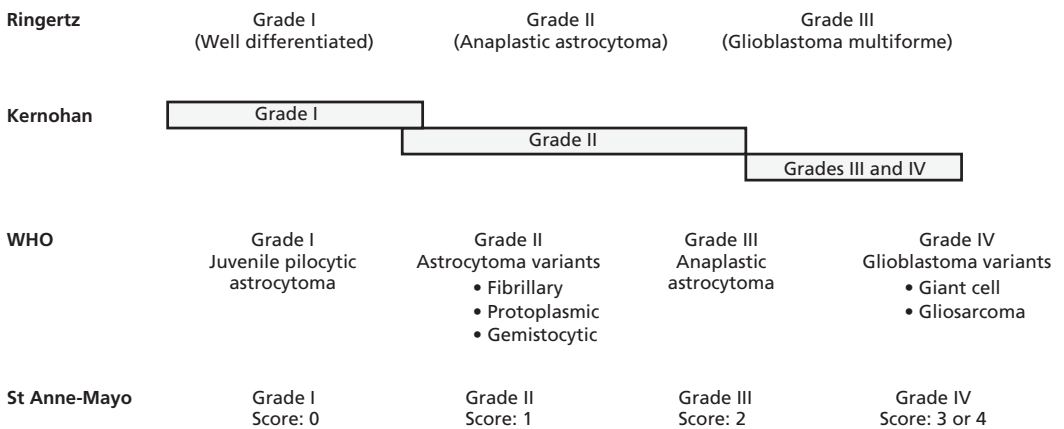 Ringertz Grade I Grade II Grade III
(Well differentiated) (Anaplastic astrocytoma) (Glioblastoma multiforme)
Kernohan Grade I
Grade II
Grades III and IV
WHO Grade I Grade II Grade III Grade IV
Juvenile pilocytic Astrocytoma variants Anaplastic Glioblastoma variants
astrocytoma • Fibrillary astrocytoma • Giant cell
• Protoplasmic • Gliosarcoma
• Gemistocytic
St Anne-Mayo Grade I Grade II Grade III Grade IV
Score: 0 Score: 1 Score: 2 Score: 3 or 4